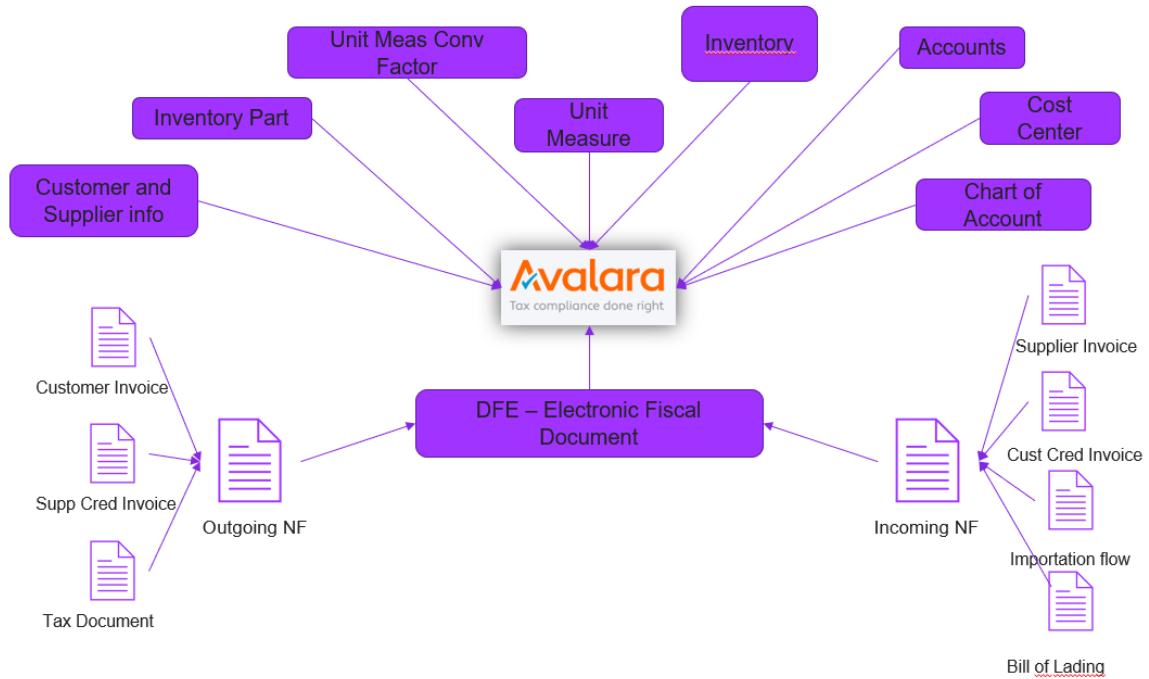 Unit Meas Conv
Factor
Inventory
Accounts
Inventory Part
Unit
Measure
Cost
Center
Customer and
Supplier info
Chart of
Account
Avalara
Tax compliance done right
Customer Invoice
Supp Cred Invoice
Tax Document
Outgoing NF
DFE – Electronic Fiscal
Document
Incoming NF
Supplier Invoice
Cust Cred Invoice
Importation flow
Bill of Lading